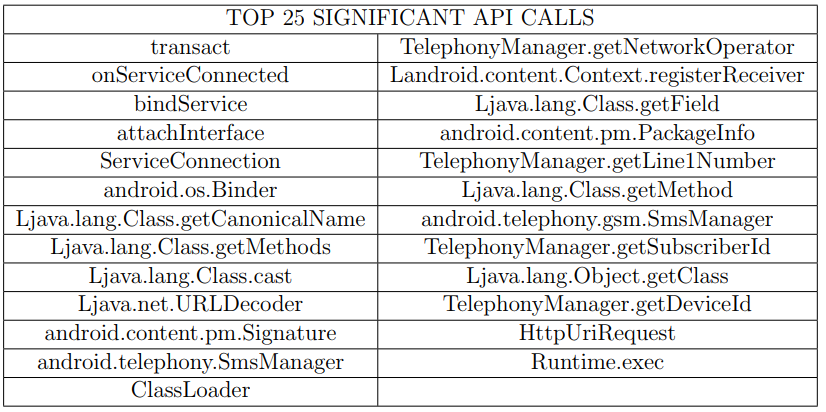 TOP 25 SIGNIFICANT API CALLS
transact TelephonyManager.getNetworkOperator
onServiceConnected Landroid.content.Context.registerReceiver
bindService Ljava.lang.Class.getField
attachInterface android.content.pm.PackageInfo
ServiceConnection TelephonyManager.getLine1Number
android.os.Binder Ljava.lang.Class.getMethod
Ljava.lang.Class.getCanonicalName android.telephony.gsm.SmsManager
Ljava.lang.Class.getMethods TelephonyManager.getSubscriberId
Ljava.lang.Class.cast Ljava.lang.Object.getClass
Ljava.net.URLDecoder TelephonyManager.getDeviceId
android.content.pm.Signature HttpUriRequest
android.telephony.SmsManager Runtime.exec
ClassLoader